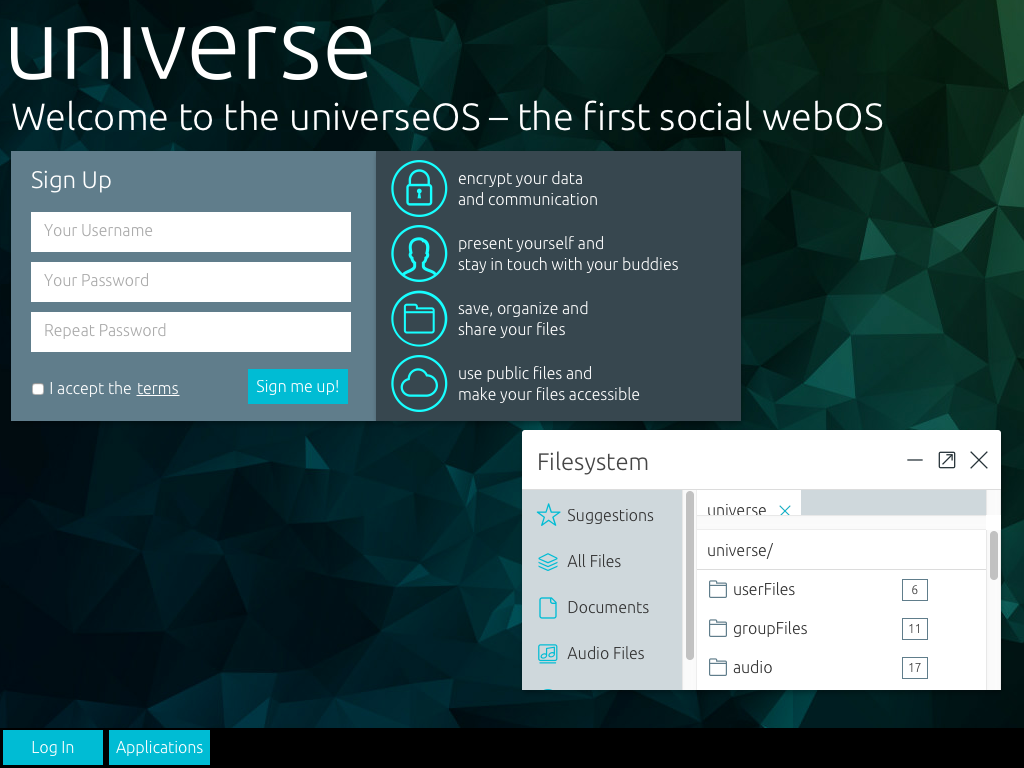 universe
Welcome to the universeOS – the first social webOS
Sign Up
Your Username
Your Password
Repeat Password
I accept the terms
Sign me up!
encrypt your data
and communication
present yourself and
stay in touch with your buddies
save, organize and
share your files
use public files and
make your files accessible
Filesystem
Suggestions
All Files
Documents
Audio Files
universe
universe/
userFiles 6
groupFiles 11
audio 17
Log In
Applications